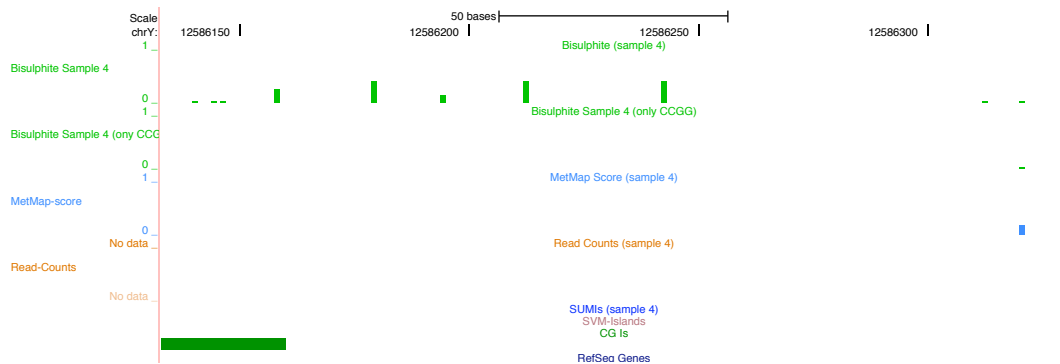 Scale 50 bases
chrY: 12586150 12586200 12586250 12586300
1 _ Bisulphite (sample 4)
Bisulphite Sample 4
0 _
Bisulphite Sample 4 (only CCGG)
1 _
Bisulphite Sample 4 (ony CCG
0 _
1 _ MetMap Score (sample 4)
MetMap-score
0 _
No data _ Read Counts (sample 4)
Read-Counts
No data _
SUMIs (sample 4)
SVM-Islands
CG Is
RefSeq Genes